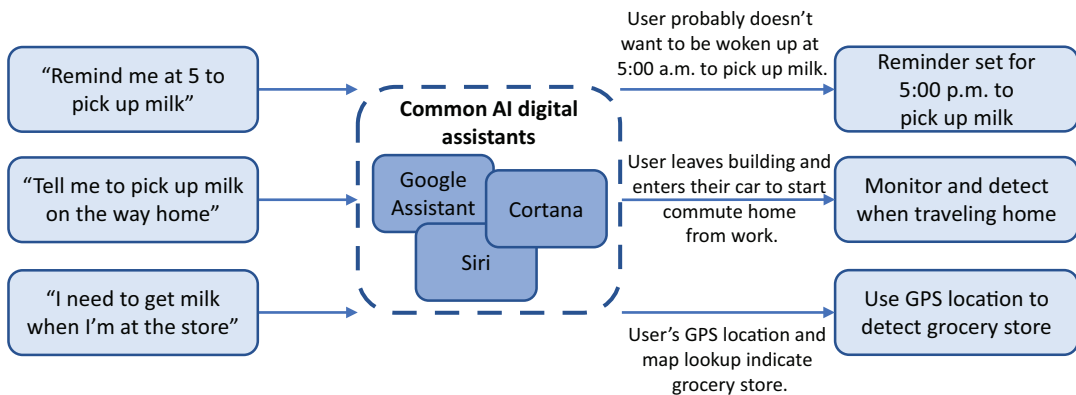 “Remind me at 5 to
pick up milk”
“Tell me to pick up milk
on the way home”
“I need to get milk
when I’m at the store”
Common AI digital
assistants
Google
Assistant
Cortana
Siri
User probably doesn’t
want to be woken up at
5:00 a.m. to pick up milk.
User leaves building and
enters their car to start
commute home
from work.
User’s GPS location and
map lookup indicate
grocery store.
Reminder set for
5:00 p.m. to
pick up milk
Monitor and detect
when traveling home
Use GPS location to
detect grocery store